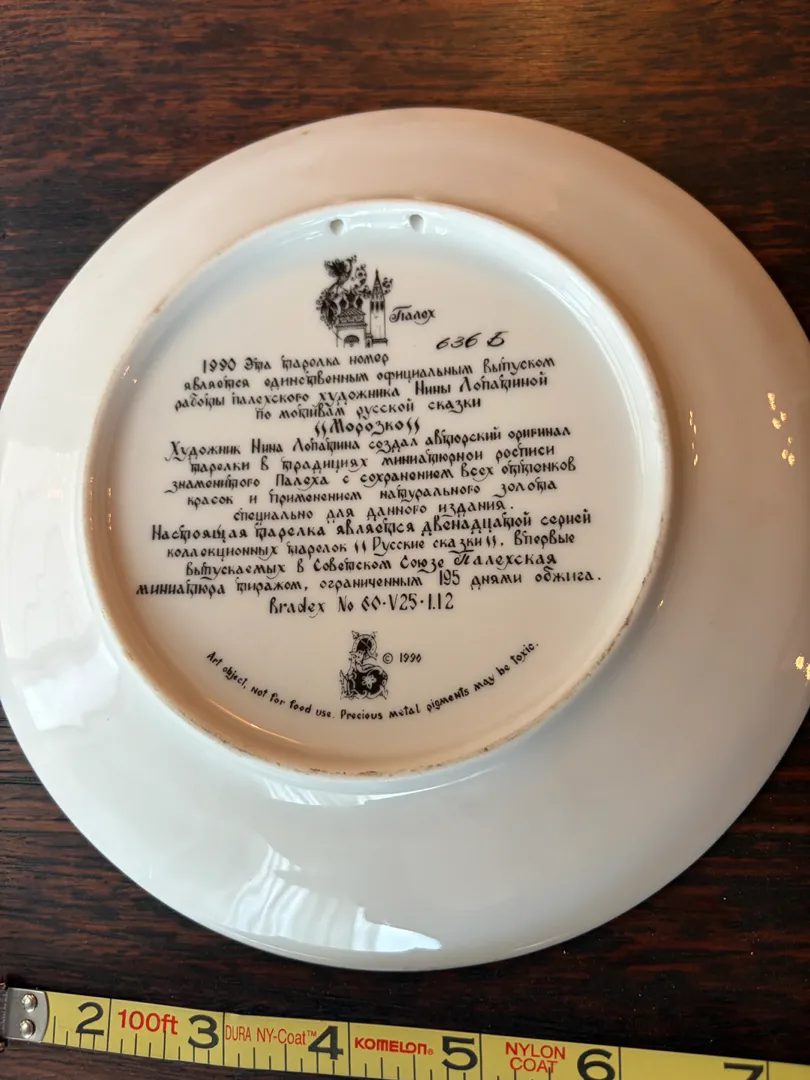 Палех
636 Б
1990 Эта тарелка номер
является единственным официальным выпуском
работы палехского художника Нины Лопатиной
по мотивам русской сказки
"Морозко"
Художник Нина Лопатина создал авторский оригинал
тарелки в традициях миниатюрной росписи
знаменитого Палеха с сохранением всех оттенков
красок и применением натурального золота
специально для данного издания.
Настоящая тарелка является двенадцатой серией
коллекционных тарелок "Русские сказки". Впервые
выпускаемых в Советском Союзе Палехская
миниатюра тиражом, ограниченным 195 днями обжига.
Bradex No 60-V25-1.12
© 1990
Art object, not for food use. Precious metal pigments may be toxic.
2 100ft 3 DURA NY-Coat™ 4 KOMELON® 5 NYLON COAT 6 7